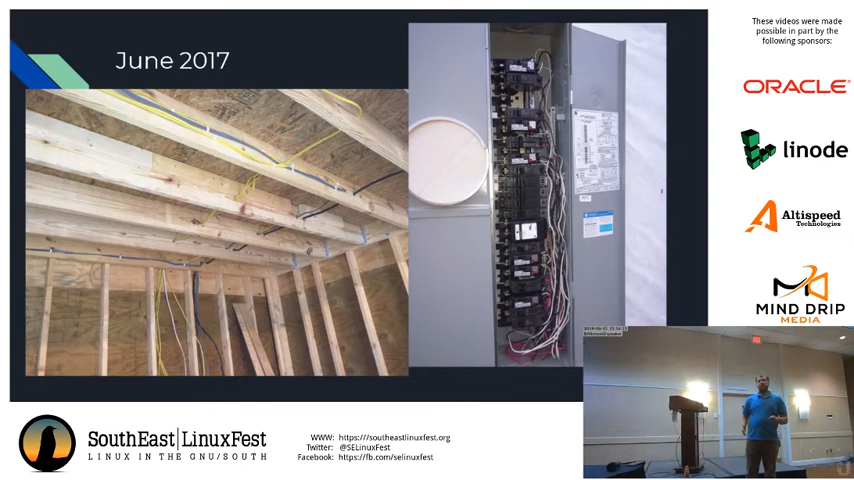 June 2017
These videos were made
possible in part by the
following sponsors:
ORACLE®
linode
Altispeed
Technologies
MIND DRIP
MEDIA
SouthEast|LinuxFest
LINUX IN THE GNU/SOUTH
WWW: https://southeastlinuxfest.org
Twitter: @SELinuxFest
Facebook: https://fb.com/selinuxfest